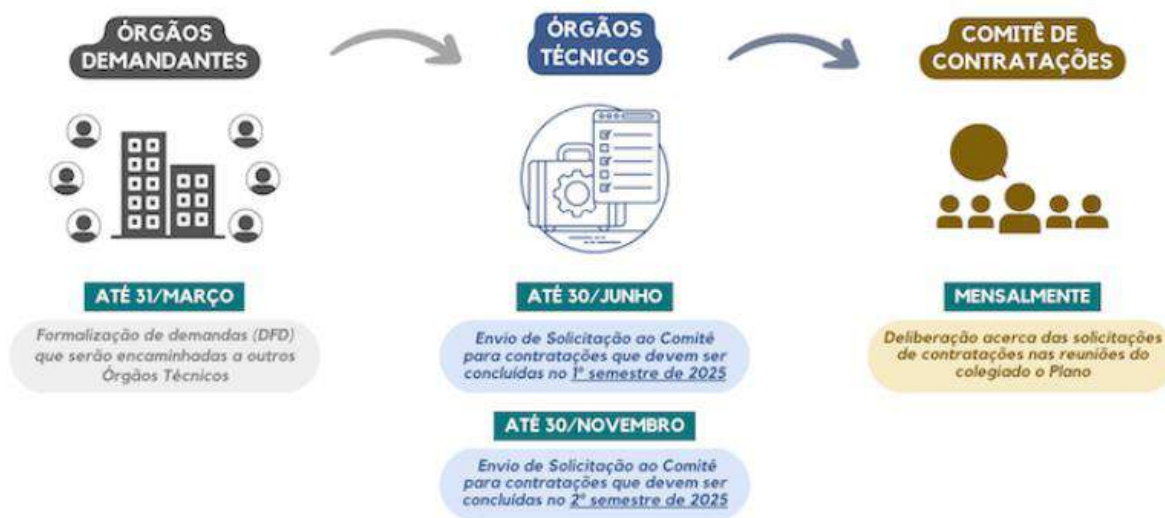 ÓRGÃOS
DEMANDANTES
ÓRGÃOS
TÉCNICOS
COMITÊ DE
CONTRATAÇÕES
ATÉ 31/MARÇO
Formalização de demandas (DFD)
que serão encaminhadas a outros
Órgãos Técnicos
ATÉ 30/JUNHO
Envio de Solicitação ao Comitê
para contratações que devem ser
concluídas no 1º semestre de 2025
ATÉ 30/NOVEMBRO
Envio de Solicitação ao Comitê
para contratações que devem ser
concluídas no 2º semestre de 2025
MENSALMENTE
Deliberação acerca das solicitações
de contratações nas reuniões do
colegiado o Plano